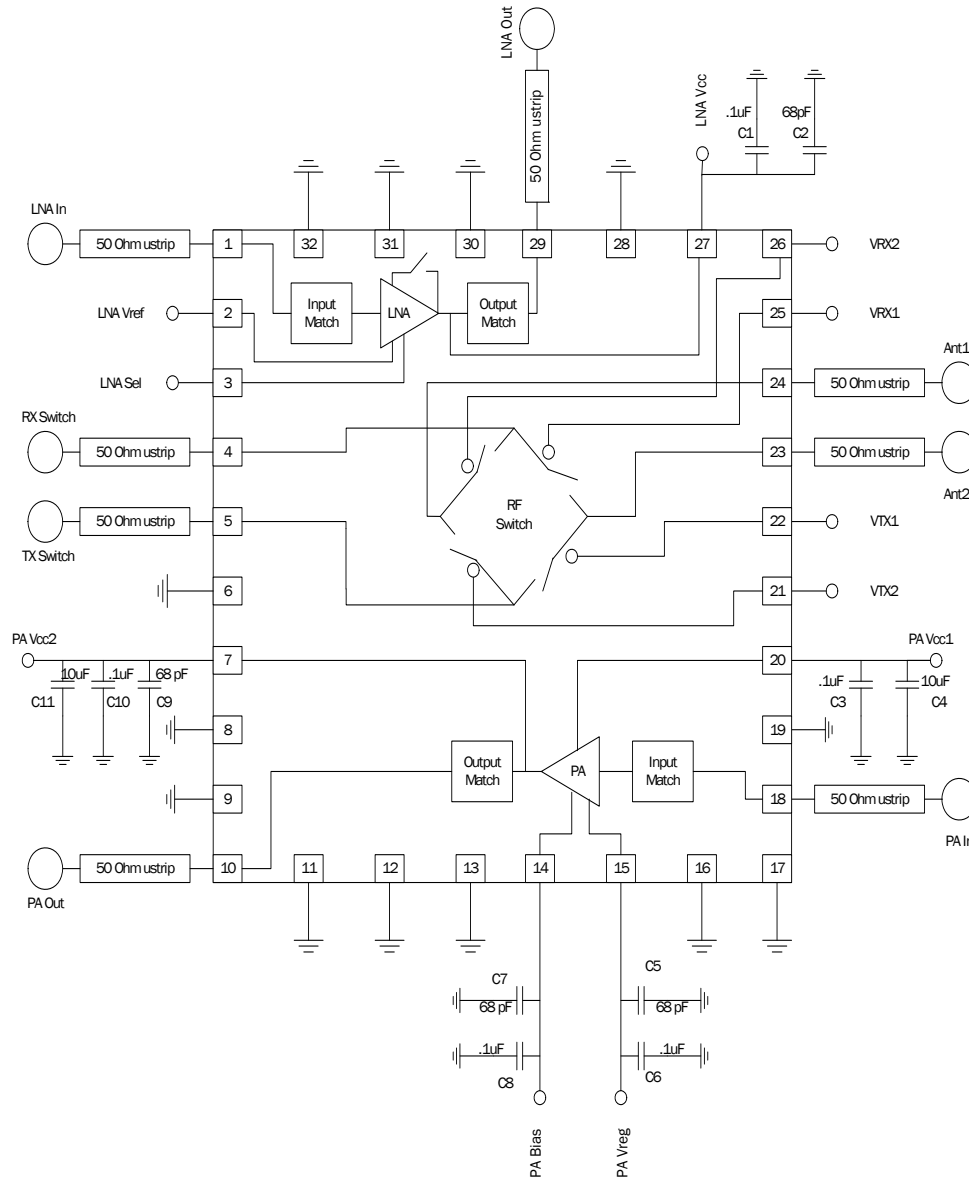 LNA Out
50 Ohm ustrip
LNA Vcc
.1uF
C1
68pF
C2
LNA In
50 Ohm ustrip
1
32
31
30
29
28
27
26
VRX2
LNA Vref
2
Input
Match
LNA
Output
Match
25
VRX1
LNA Sel
3
24
50 Ohm ustrip
Ant1
RX Switch
50 Ohm ustrip
4
23
50 Ohm ustrip
Ant2
RF
Switch
TX Switch
50 Ohm ustrip
5
22
VTX1
6
21
VTX2
PA Vcc2
7
20
PA Vcc1
10uF
C11
.1uF
C10
68 pF
C9
.1uF
C3
10uF
C4
8
19
Output
Match
PA
Input
Match
9
18
50 Ohm ustrip
PA In
PA Out
50 Ohm ustrip
10
11
12
13
14
15
16
17
C7
68 pF
C5
68 pF
.1uF
C8
.1uF
C6
PA Bias
PA Vreg